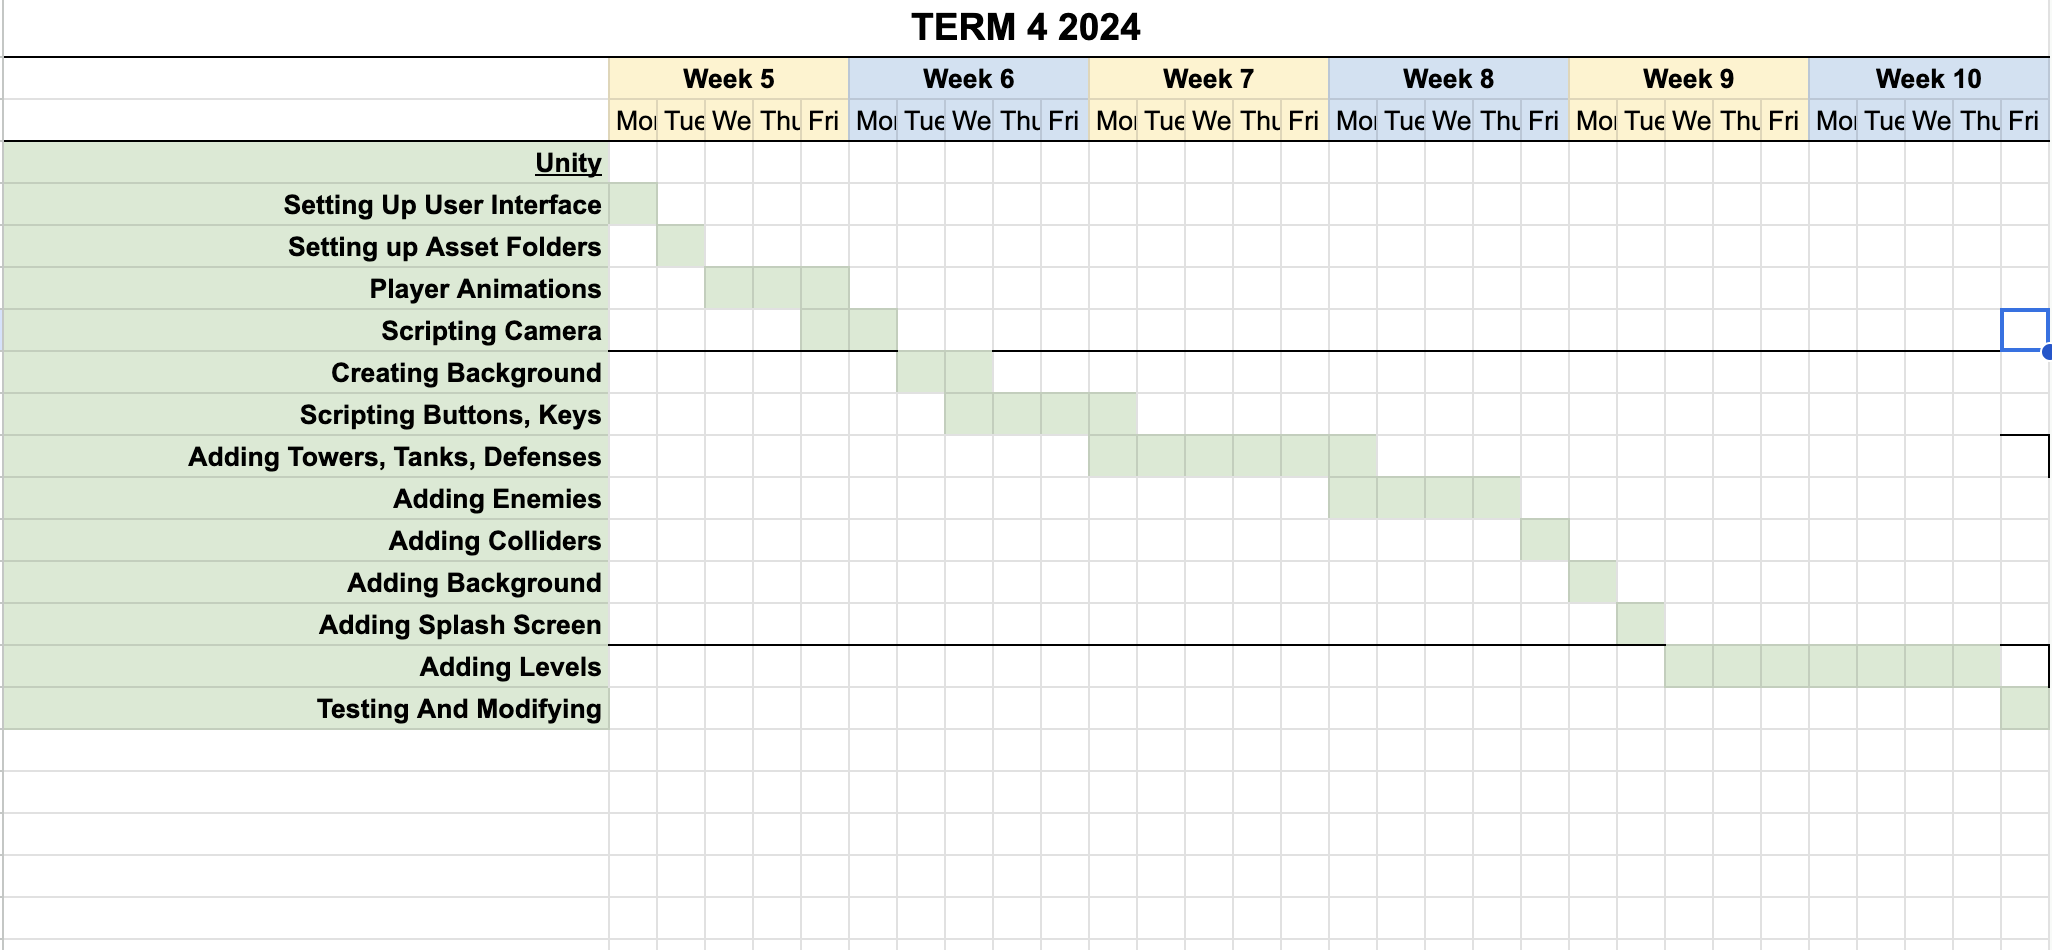 TERM 4 2024
Week 5 Week 6 Week 7 Week 8 Week 9 Week 10
Mo Tue We Thu Fri Mo Tue We Thu Fri Mo Tue We Thu Fri Mo Tue We Thu Fri Mo Tue We Thu Fri Mo Tue We Thu Fri
Unity
Setting Up User Interface
Setting up Asset Folders
Player Animations
Scripting Camera
Creating Background
Scripting Buttons, Keys
Adding Towers, Tanks, Defenses
Adding Enemies
Adding Colliders
Adding Background
Adding Splash Screen
Adding Levels
Testing And Modifying